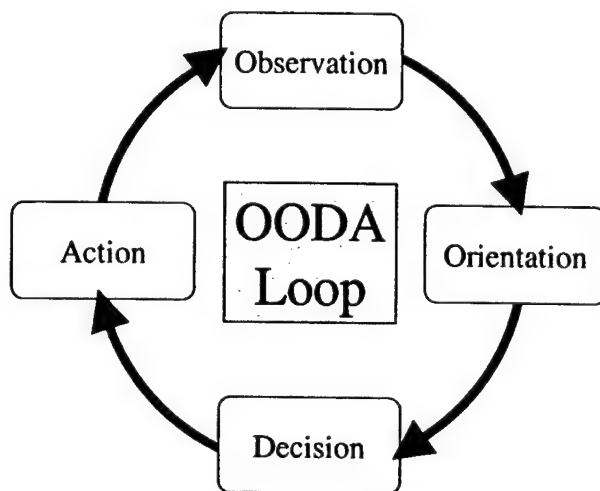 Observation
OODA
Loop
Action
Orientation
Decision